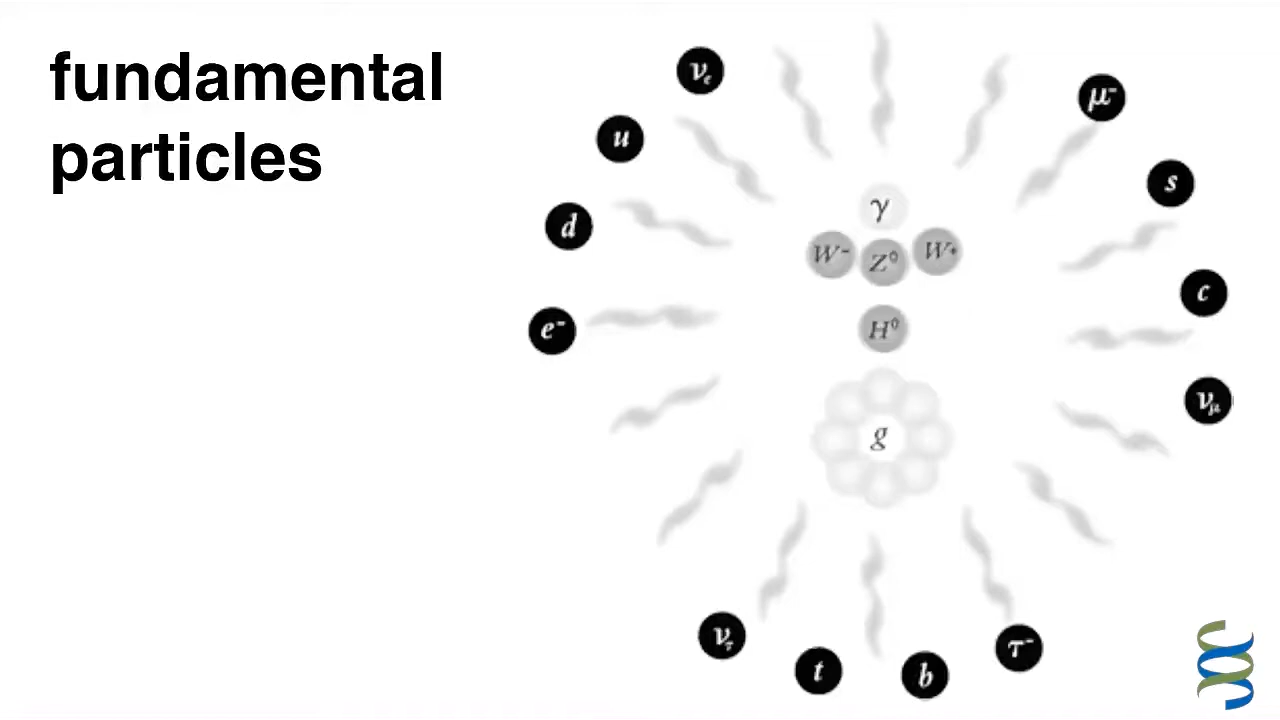 fundamental
particles
νe
u
d
e⁻
μ⁻
s
c
νμ
γ
W⁻ Z⁰ W⁺
H⁰
g
ντ
t
b
τ⁻